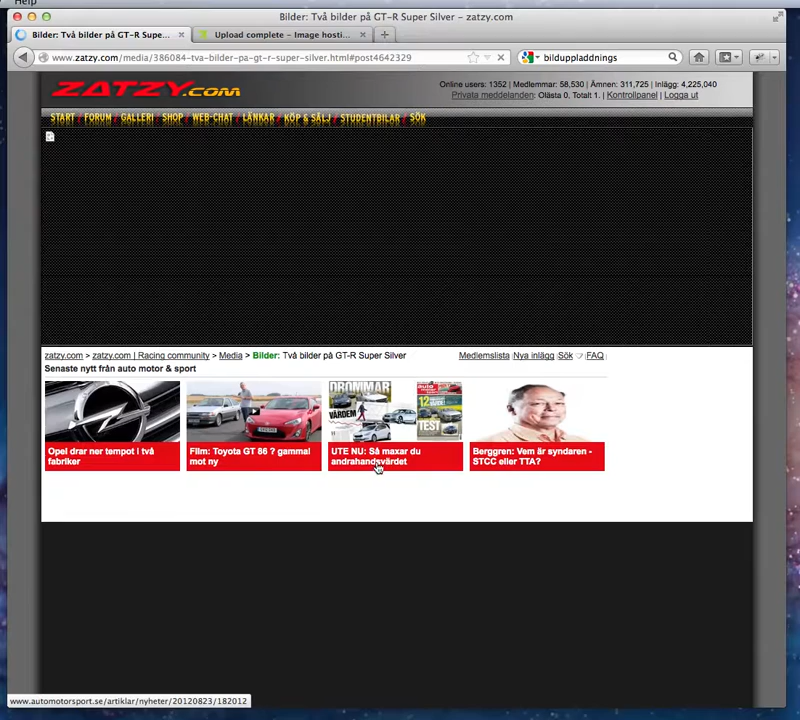 Help
Bilder: Två bilder på GT-R Super Silver – zatzy.com
Bilder: Två bilder på GT-R Supe...
Upload complete – Image hosti...
www.zatzy.com/media/386084-tva-bilder-pa-gt-r-super-silver.html#post4642329
bilduppladdnings
ZATZY.COM
Online users: 1352 | Medlemmar: 58,530 | Ämnen: 311,725 | Inlägg: 4,225,040
Privata meddelanden: Olästa 0, Totalt 1. | Kontrollpanel | Logga ut
START / FORUM / GALLERI / SHOP / WEB-CHAT / LÄNKAR / KÖP & SÄLJ / STUDENTBILAR / SÖK
zatzy.com > zatzy.com | Racing community > Media > Bilder: Två bilder på GT-R Super Silver
Medlemslista Nya inlägg Sök FAQ
Senaste nytt från auto motor & sport
DRÖMMAR
VÄRDEM
TEST
Opel drar ner tempot i två
fabriker
Film: Toyota GT 86 ? gammal
mot ny
UTE NU: Så maxar du
andrahandsvärdet
Berggren: Vem är syndaren -
STCC eller TTA?
www.automotorsport.se/artiklar/nyheter/20120823/182012